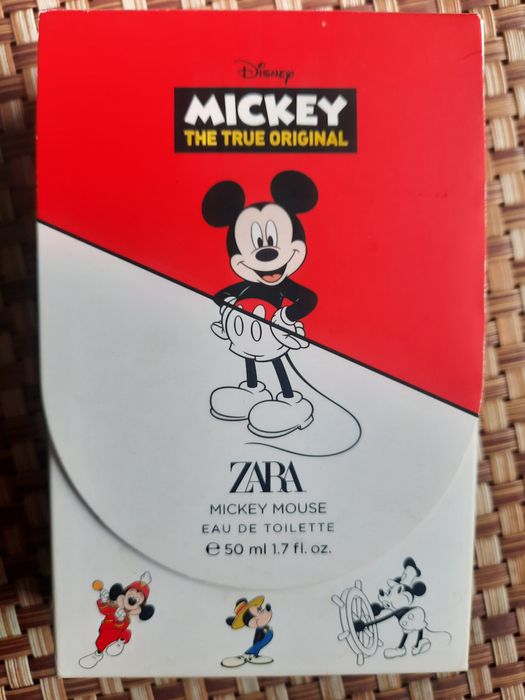 Disney
MICKEY
THE TRUE ORIGINAL
ZARA
MICKEY MOUSE
EAU DE TOILETTE
℮ 50 ml 1.7 fl. oz.